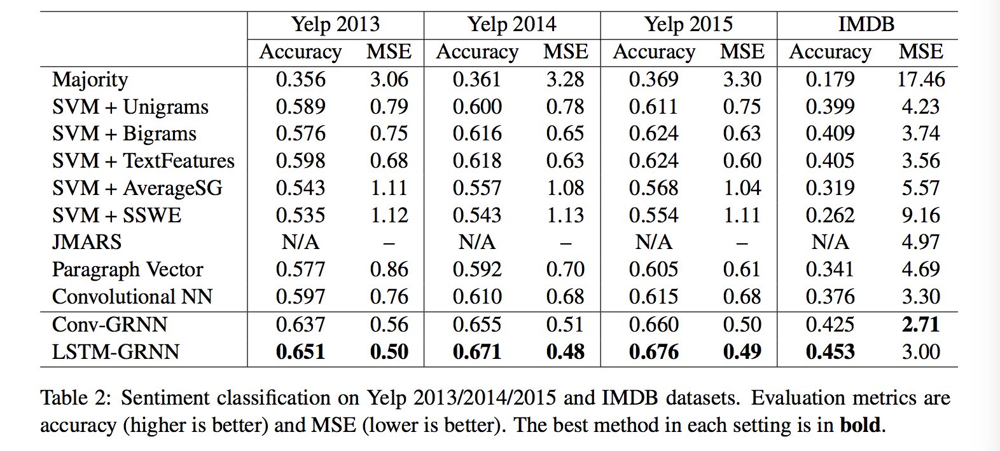 Yelp 2013 Yelp 2014 Yelp 2015 IMDB
Accuracy MSE Accuracy MSE Accuracy MSE Accuracy MSE
Majority 0.356 3.06 0.361 3.28 0.369 3.30 0.179 17.46
SVM + Unigrams 0.589 0.79 0.600 0.78 0.611 0.75 0.399 4.23
SVM + Bigrams 0.576 0.75 0.616 0.65 0.624 0.63 0.409 3.74
SVM + TextFeatures 0.598 0.68 0.618 0.63 0.624 0.60 0.405 3.56
SVM + AverageSG 0.543 1.11 0.557 1.08 0.568 1.04 0.319 5.57
SVM + SSWE 0.535 1.12 0.543 1.13 0.554 1.11 0.262 9.16
JMARS N/A – N/A – N/A – N/A 4.97
Paragraph Vector 0.577 0.86 0.592 0.70 0.605 0.61 0.341 4.69
Convolutional NN 0.597 0.76 0.610 0.68 0.615 0.68 0.376 3.30
Conv-GRNN 0.637 0.56 0.655 0.51 0.660 0.50 0.425 2.71
LSTM-GRNN 0.651 0.50 0.671 0.48 0.676 0.49 0.453 3.00
Table 2: Sentiment classification on Yelp 2013/2014/2015 and IMDB datasets. Evaluation metrics are
accuracy (higher is better) and MSE (lower is better). The best method in each setting is in bold.